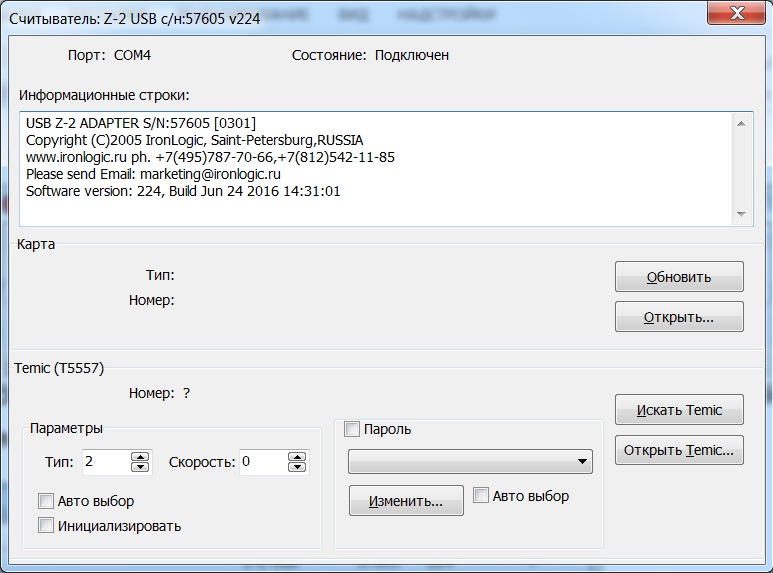 Считыватель: Z-2 USB с/н:57605 v224
Порт: COM4 Состояние: Подключен
Информационные строки:
USB Z-2 ADAPTER S/N:57605 [0301]
Copyright (C)2005 IronLogic, Saint-Petersburg,RUSSIA
www.ironlogic.ru ph. +7(495)787-70-66,+7(812)542-11-85
Please send Email: marketing@ironlogic.ru
Software version: 224, Build Jun 24 2016 14:31:01
Карта
Тип:
Обновить
Номер:
Открыть...
Temic (T5557)
Номер: ?
Искать Temic
Открыть Temic...
Параметры
Тип: 2 Скорость: 0
Авто выбор
Инициализировать
Пароль
Изменить...
Авто выбор